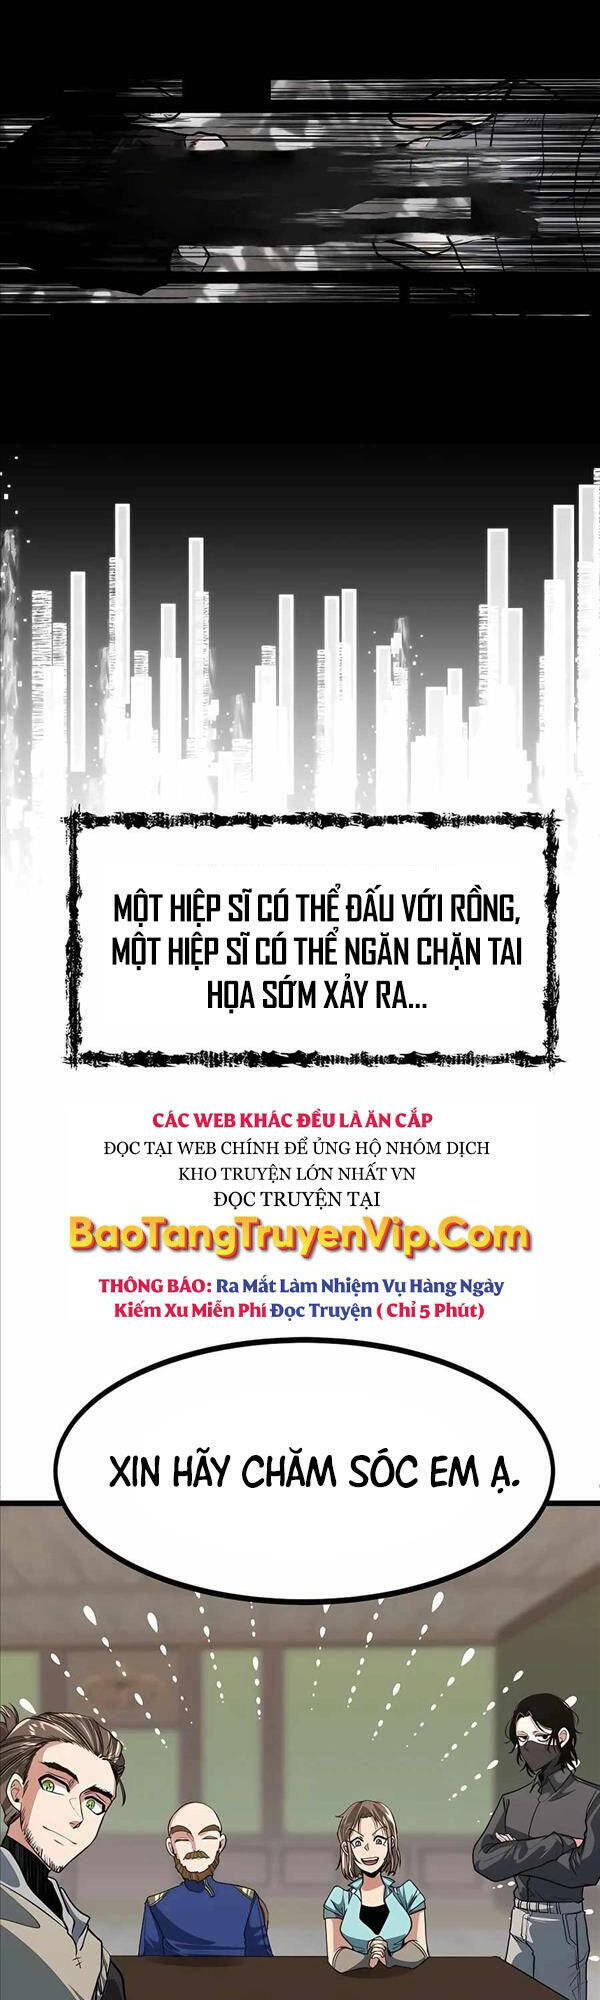 MỘT HIỆP SĨ CÓ THỂ ĐẤU VỚI RỒNG,
MỘT HIỆP SĨ CÓ THỂ NGĂN CHẶN TAI
HỌA SỚM XẢY RA...
CÁC WEB KHÁC ĐỀU LÀ ĂN CẮP
ĐỌC TẠI WEB CHÍNH ĐỂ ỦNG HỘ NHÓM DỊCH
KHO TRUYỆN LỚN NHẤT VN
ĐỌC TRUYỆN TẠI
BaoTangTruyenVip.Com
THÔNG BÁO: Ra Mắt Làm Nhiệm Vụ Hàng Ngày
Kiếm Xu Miễn Phí Đọc Truyện ( Chỉ 5 Phút)
XIN HÃY CHĂM SÓC EM Ạ.